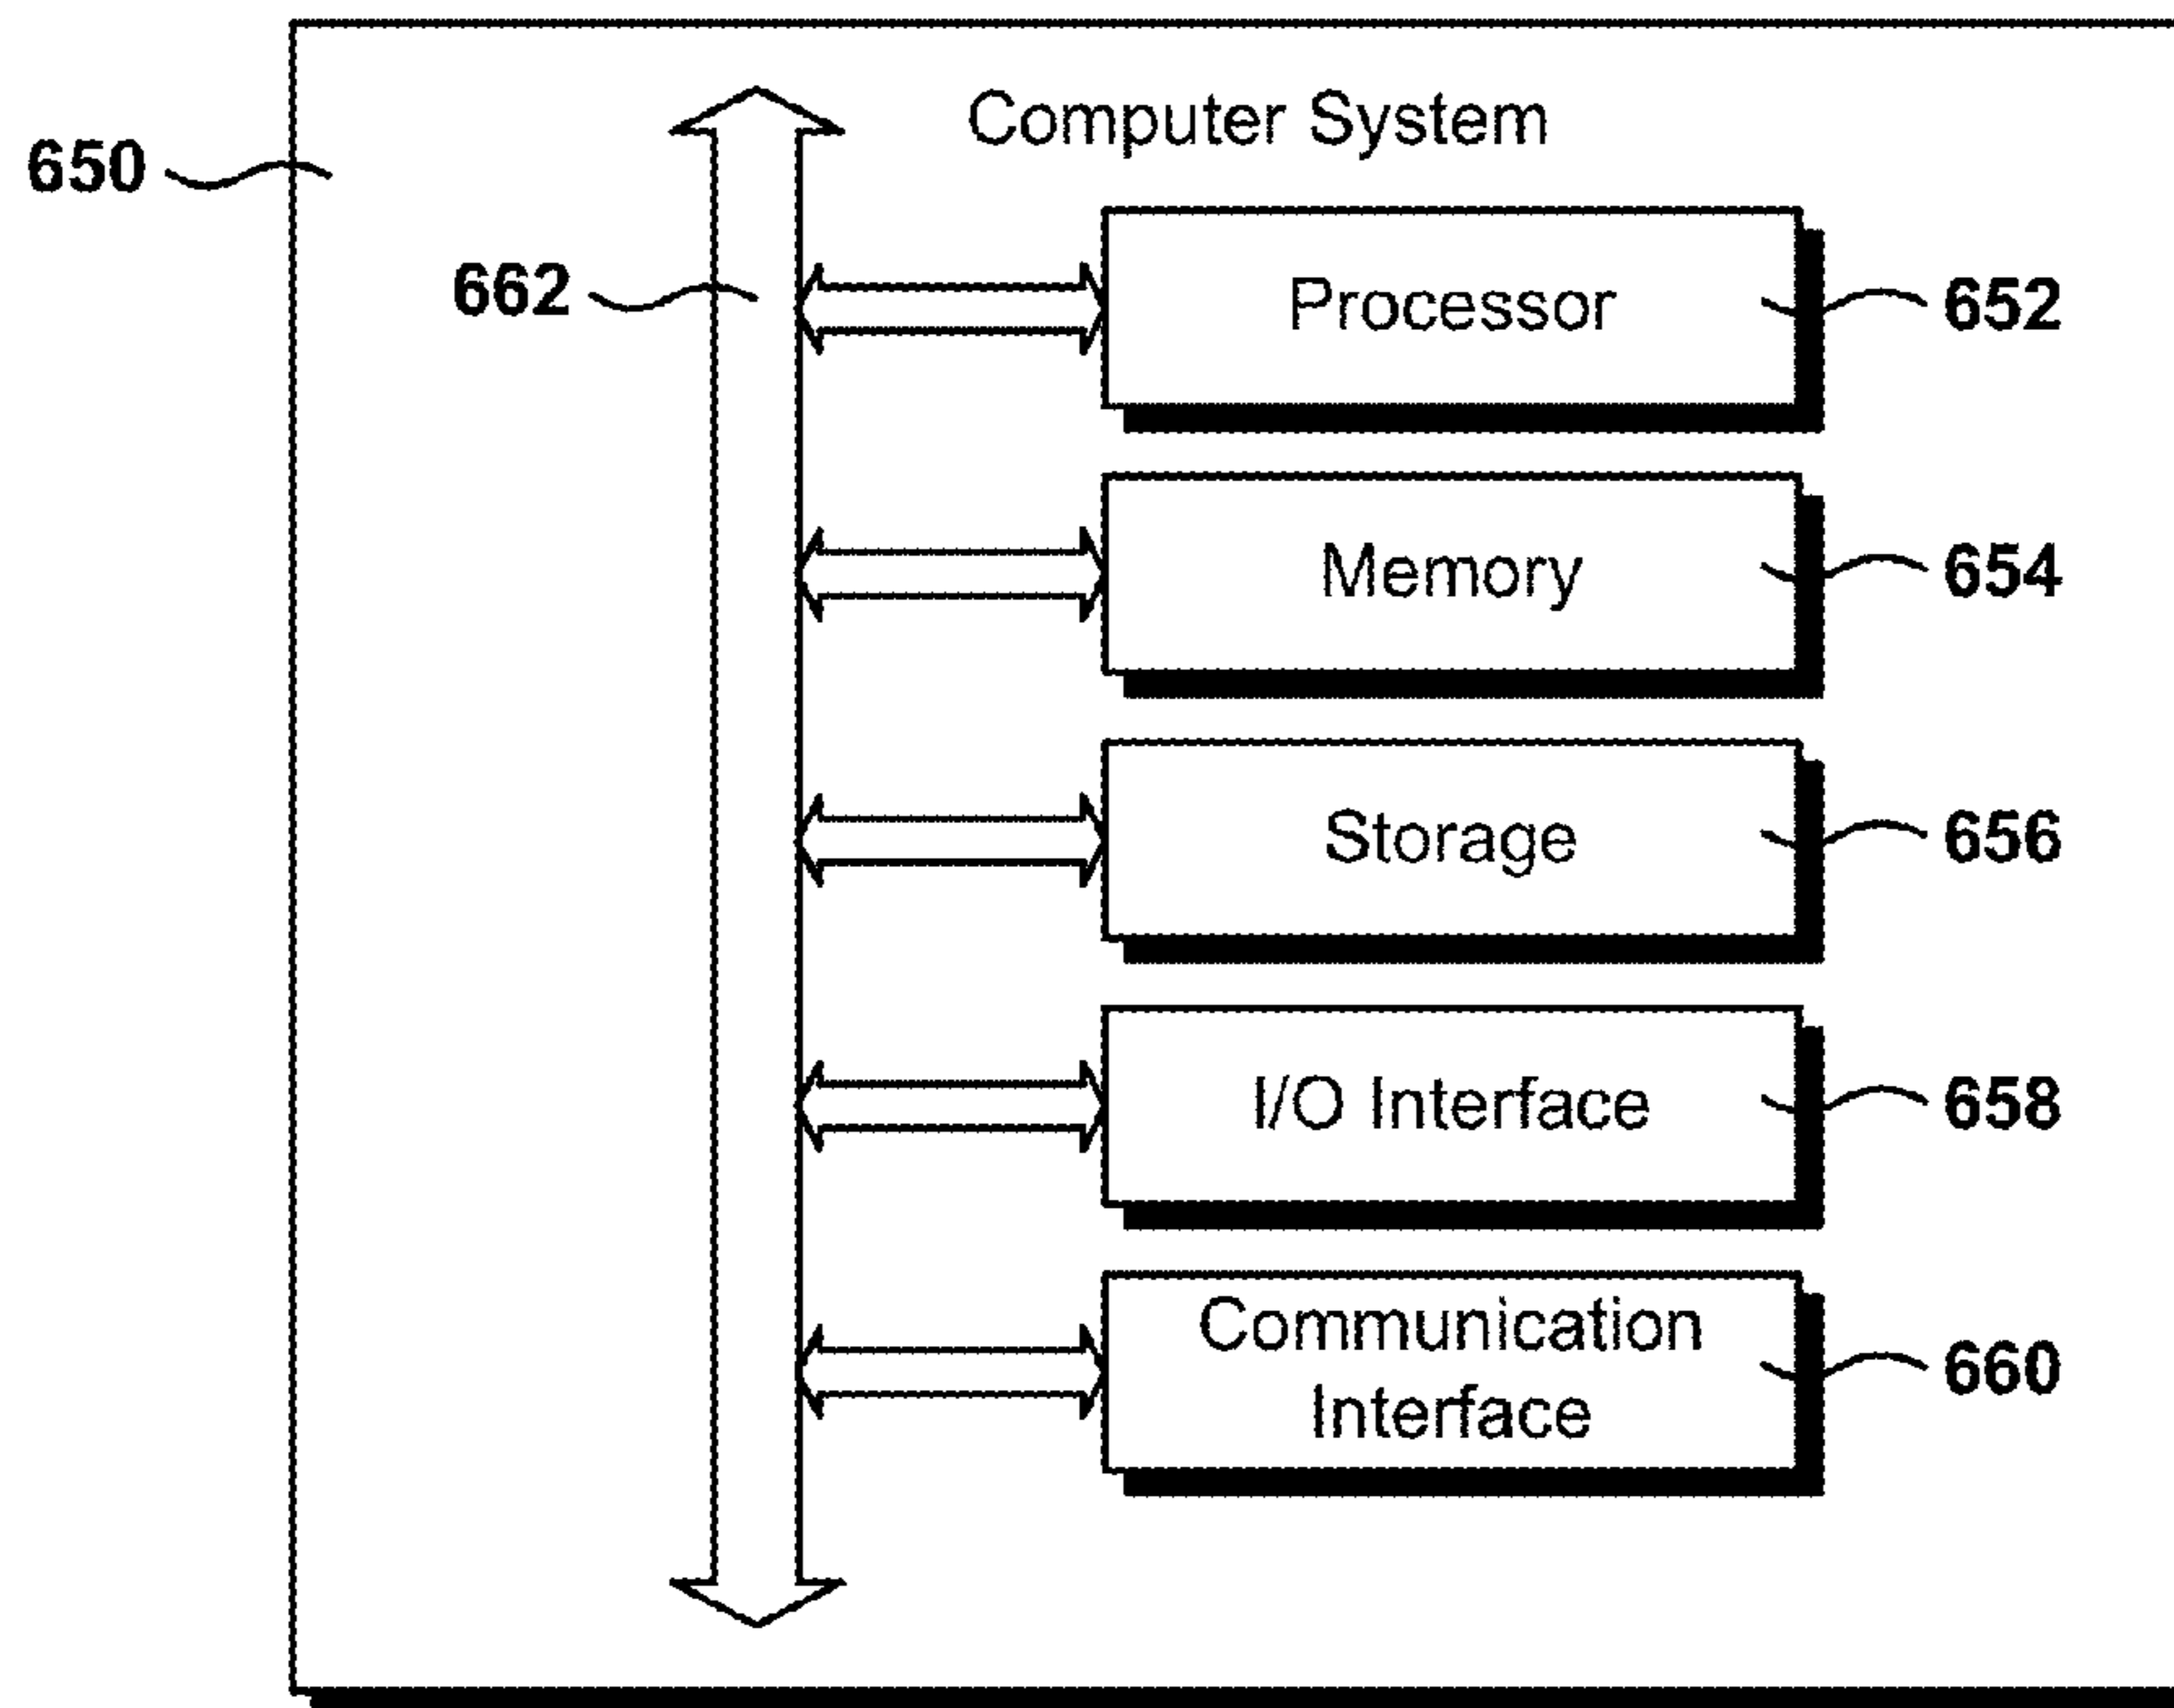 Computer System
650
662
Processor
652
Memory
654
Storage
656
I/O Interface
658
Communication
Interface
660